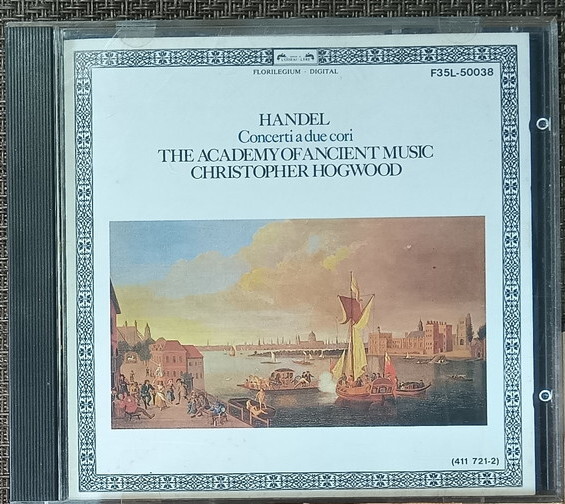 FLORILEGIUM · DIGITAL
F35L-50038
HANDEL
Concerti a due cori
THE ACADEMY OF ANCIENT MUSIC
CHRISTOPHER HOGWOOD
(411 721-2)